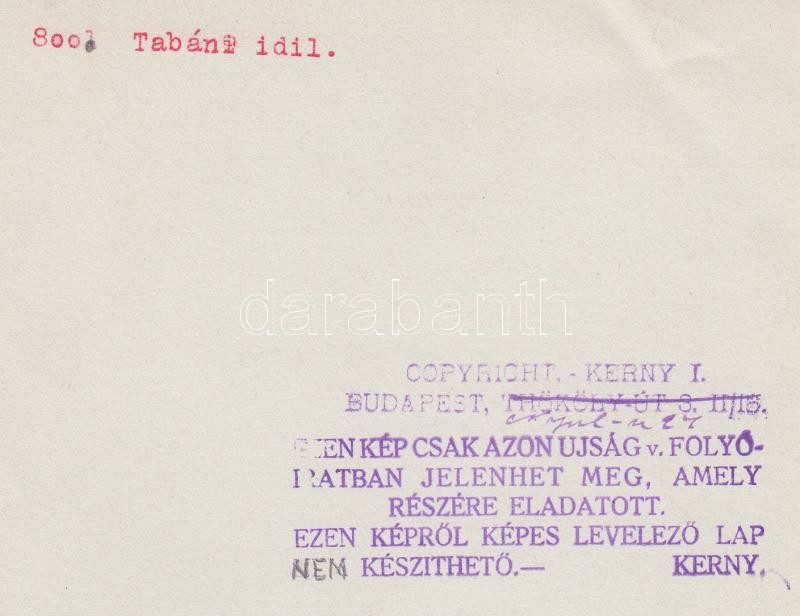 8001 Tabáni idil.
darabanth
COPYRIGHT.- KERNY I.
BUDAPEST, THÖKÖLY-ÚT 3. II/15.
EZEN KÉP CSAK AZON UJSÁG v. FOLYÓ-
IRATBAN JELENHET MEG, AMELY
RÉSZÉRE ELADATOTT.
EZEN KÉPRŐL KÉPES LEVELEZŐ LAP
NEM KÉSZITHETŐ.— KERNY.